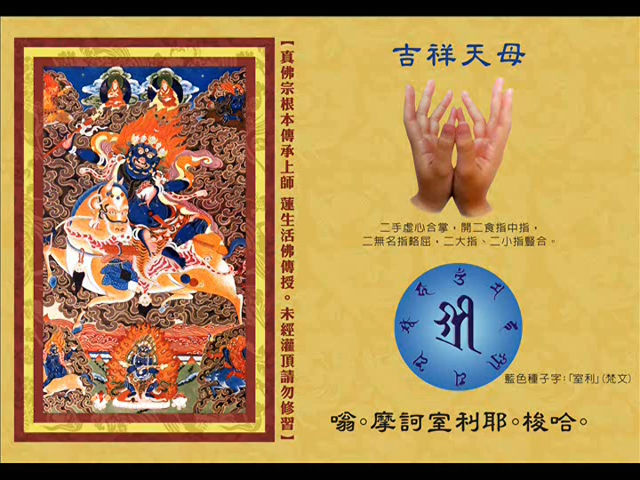 【真佛宗根本傳承上師 蓮生活佛傳授。未經灌頂請勿修習】
吉祥天母
二手虛心合掌，開二食指中指，
二無名指略屈，二大指、二小指豎合。
藍色種子字：「室利」(梵文)
嗡。摩訶室利耶。梭哈。